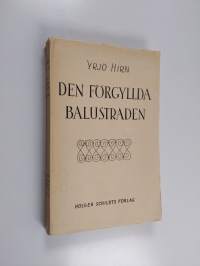 YRJÖ HIRN
DEN FÖRGYLLDA
BALUSTRADEN
HOLGER SCHILDTS FÖRLAG